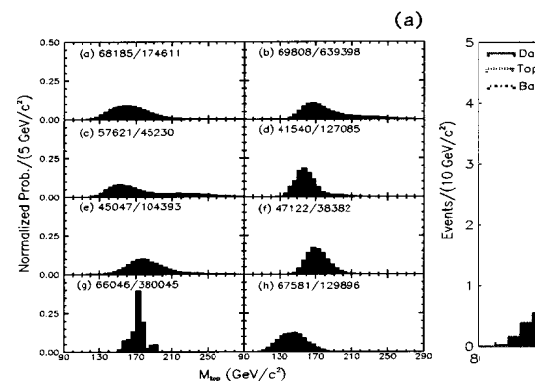 (a)
0.50
(a) 68185/174611
(b) 69808/639398
0.25
0.00
(c) 57621/45230
(d) 41540/127085
0.25
0.00
(e) 45047/104393
(f) 47122/38382
0.25
0.00
(g) 66046/380045
(h) 67581/129896
0.25
0.00
90 130 170 210 250 90 130 170 210 250 290
Normalized Prob./(5 GeV/c²)
M_top (GeV/c²)
5
4
3
2
1
0
8
Events/(10 GeV/c²)
Da
Top
Ba